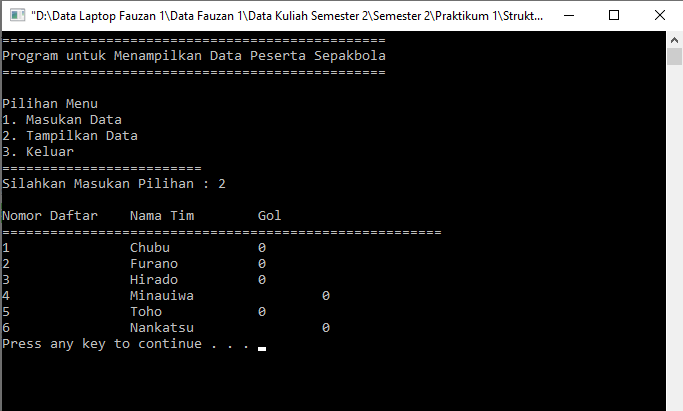 "D:\Data Laptop Fauzan 1\Data Fauzan 1\Data Kuliah Semester 2\Semester 2\Praktikum 1\Strukt...
================================================
Program untuk Menampilkan Data Peserta Sepakbola
================================================
Pilihan Menu
1. Masukan Data
2. Tampilkan Data
3. Keluar
=========================
Silahkan Masukan Pilihan : 2
Nomor Daftar    Nama Tim        Gol
=======================================================
1               Chubu           0
2               Furano          0
3               Hirado          0
4               Minauiwa                0
5               Toho            0
6               Nankatsu                0
Press any key to continue . . .